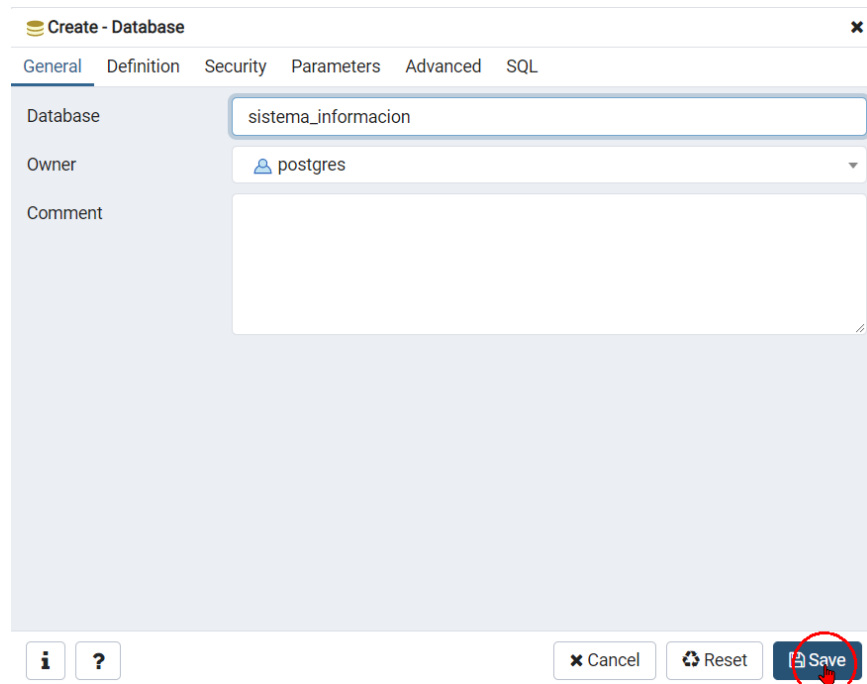 Create - Database
General Definition Security Parameters Advanced SQL
Database sistema_informacion
Owner postgres
Comment
i ? Cancel Reset Save